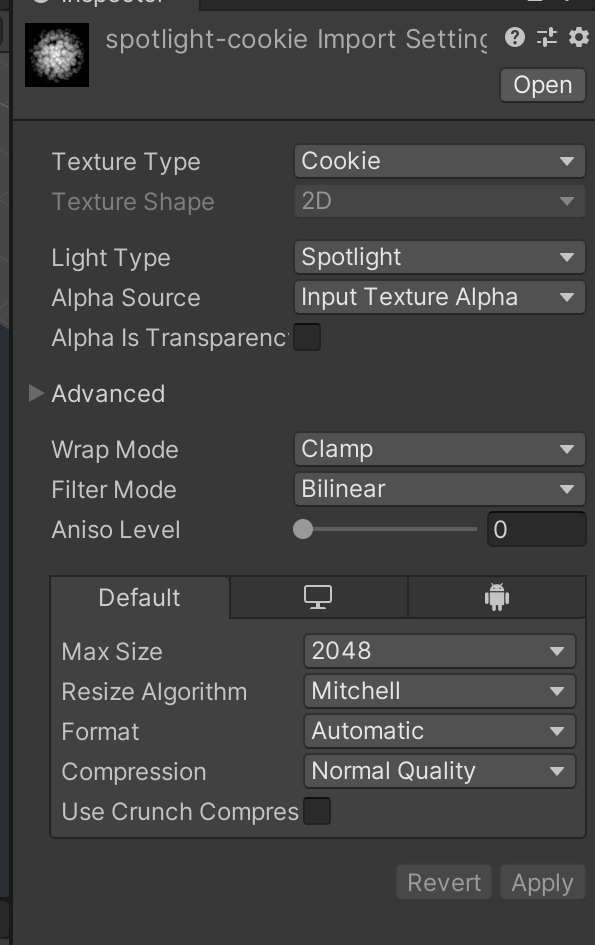 Inspector
spotlight-cookie Import Setting
Open
Texture Type Cookie
Texture Shape 2D
Light Type Spotlight
Alpha Source Input Texture Alpha
Alpha Is Transparenc
Advanced
Wrap Mode Clamp
Filter Mode Bilinear
Aniso Level 0
Default
Max Size 2048
Resize Algorithm Mitchell
Format Automatic
Compression Normal Quality
Use Crunch Compres
Revert Apply